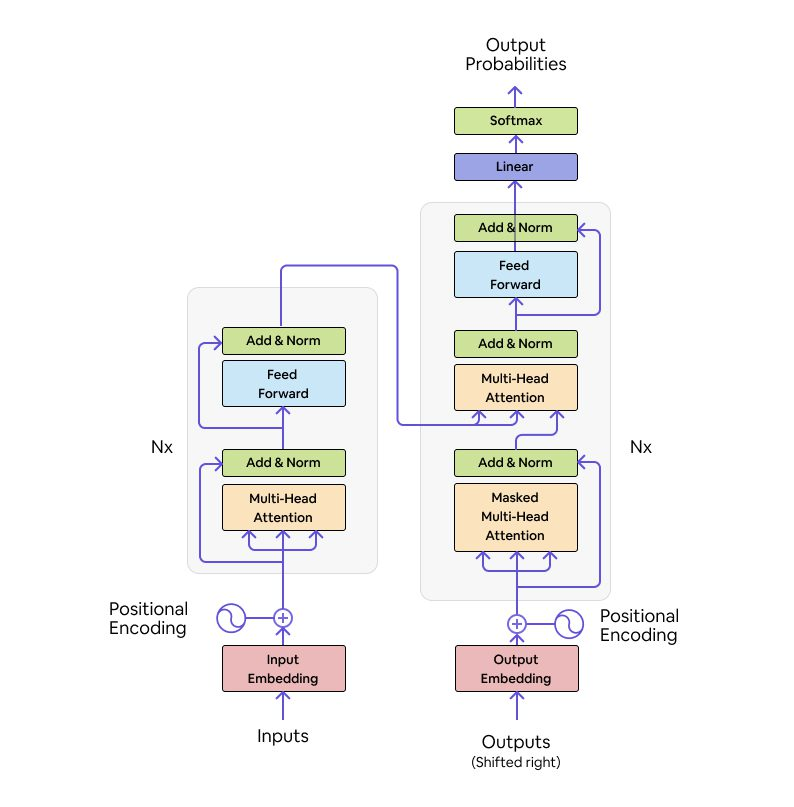 Output
Probabilities
Softmax
Linear
Add & Norm
Feed
Forward
Add & Norm
Multi-Head
Attention
Add & Norm
Masked
Multi-Head
Attention
Nx
Positional
Encoding
Output
Embedding
Outputs
(Shifted right)
Add & Norm
Feed
Forward
Add & Norm
Multi-Head
Attention
Nx
Positional
Encoding
Input
Embedding
Inputs